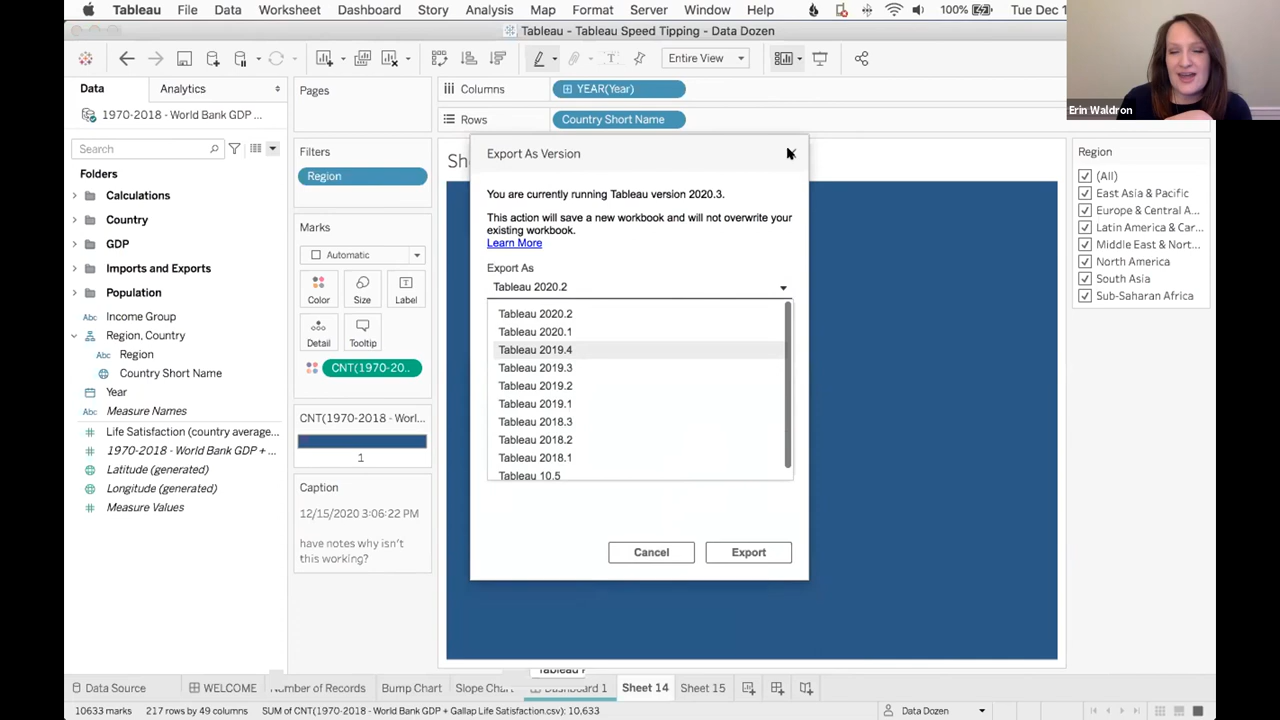 Tableau File Data Worksheet Dashboard Story Analysis Map Format Server Window Help 100% Tue Dec 1
Tableau - Tableau Speed Tipping - Data Dozen
Entire View
Erin Waldron
Data Analytics
1970-2018 - World Bank GDP ...
Search
Folders
Calculations
Country
GDP
Imports and Exports
Population
Income Group
Region, Country
Region
Country Short Name
Year
Measure Names
Life Satisfaction (country average...
1970-2018 - World Bank GDP + ...
Latitude (generated)
Longitude (generated)
Measure Values
Pages
Filters
Region
Marks
Automatic
Color Size Label
Detail Tooltip
CNT(1970-20..
CNT(1970-2018 - Worl...
1
Caption
12/15/2020 3:06:22 PM
have notes why isn't
this working?
Columns YEAR(Year)
Rows Country Short Name
Export As Version
You are currently running Tableau version 2020.3.
This action will save a new workbook and will not overwrite your
existing workbook.
Learn More
Export As
Tableau 2020.2
Tableau 2020.2
Tableau 2020.1
Tableau 2019.4
Tableau 2019.3
Tableau 2019.2
Tableau 2019.1
Tableau 2018.3
Tableau 2018.2
Tableau 2018.1
Tableau 10.5
Cancel Export
Region
(All)
East Asia & Pacific
Europe & Central A...
Latin America & Car...
Middle East & Nort...
North America
South Asia
Sub-Saharan Africa
Data Source WELCOME Number of Records Bump Chart Slope Chart Dashboard 1 Sheet 14 Sheet 15
10633 marks 217 rows by 49 columns SUM of CNT(1970-2018 - World Bank GDP + Gallap Life Satisfaction.csv): 10,633 Data Dozen